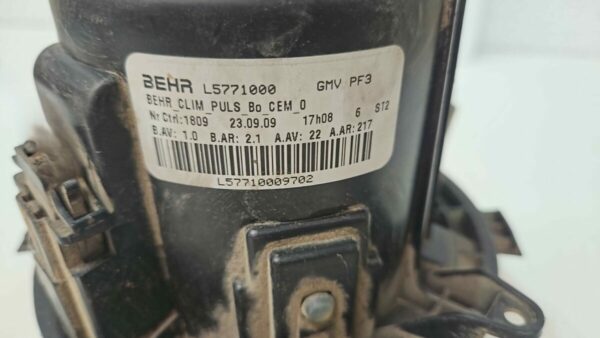 BEHR L5771000 GMV PF3
BEHR_CLIM_PULS_Bo_CEM_O
Nr Ctrl:1809 23.09.09 17h08 6 ST2
B.AV: 1.0 B.AR: 2.1 A.AV: 22 A.AR: 217
L57710009702